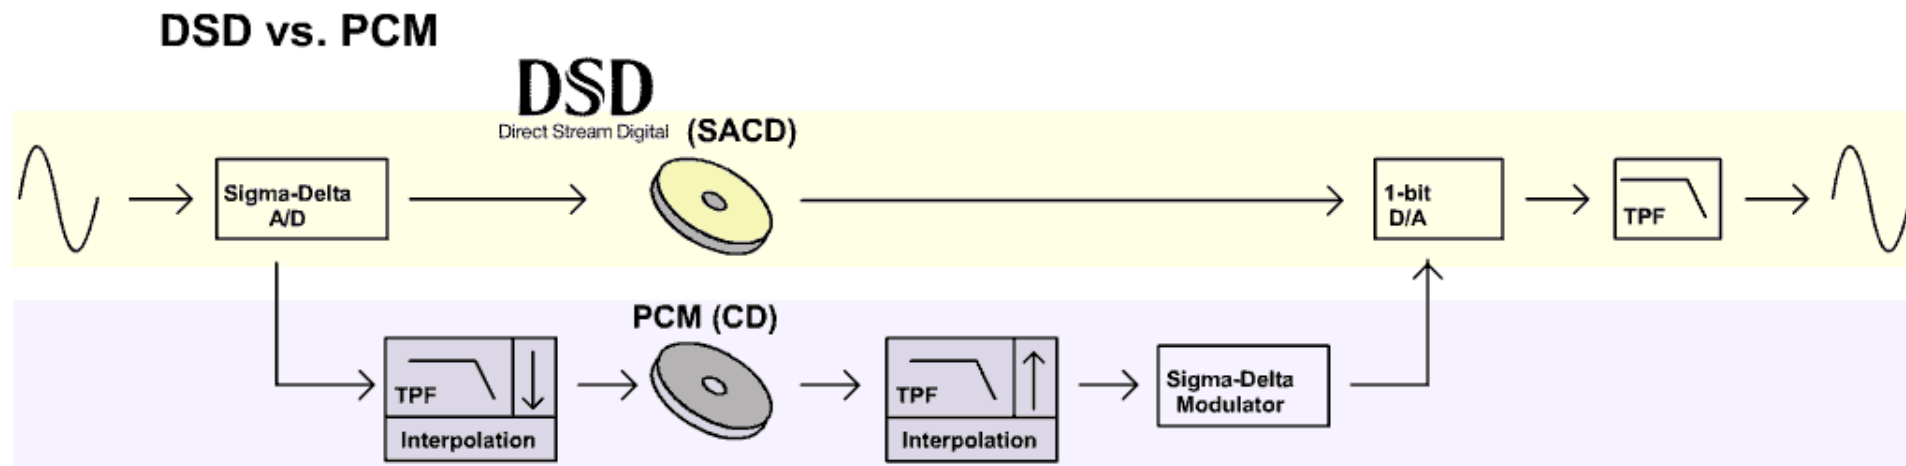 DSD vs. PCM
DSD
Direct Stream Digital (SACD)
Sigma-Delta
A/D
1-bit
D/A
TPF
PCM (CD)
TPF
Interpolation
TPF
Interpolation
Sigma-Delta
Modulator